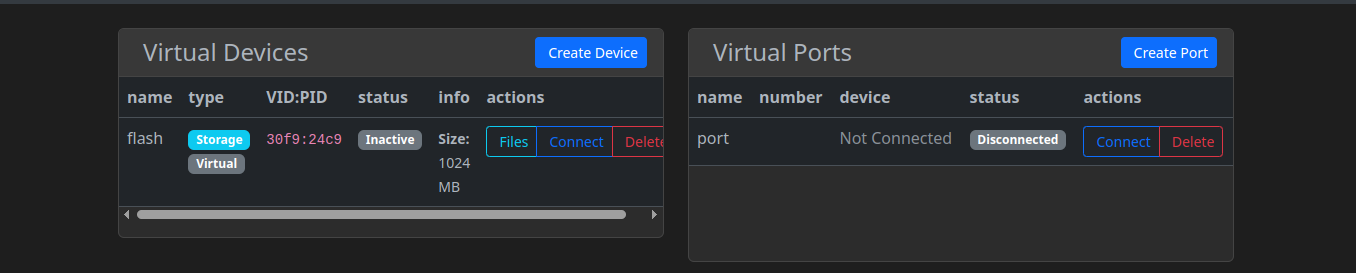 Virtual Devices Create Device
name type VID:PID status info actions
flash Storage Virtual 30f9:24c9 Inactive Size: 1024 MB Files Connect Delete
Virtual Ports Create Port
name number device status actions
port Not Connected Disconnected Connect Delete